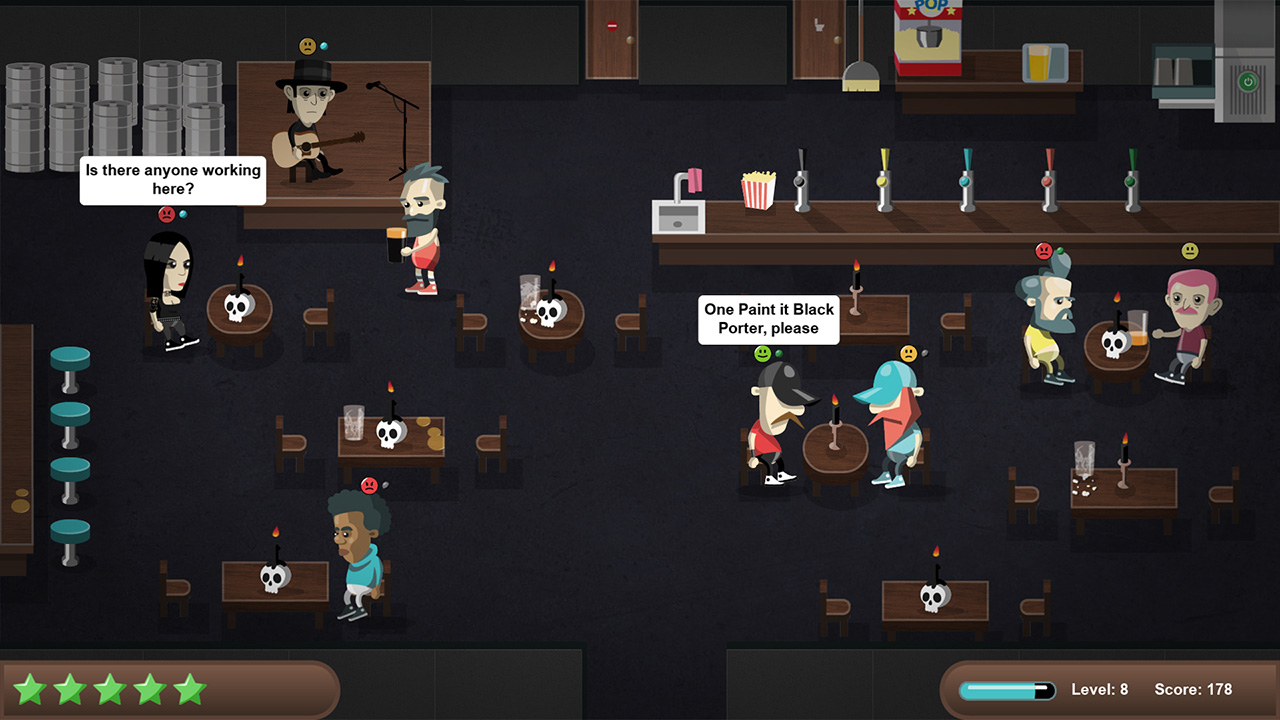 POP
Is there anyone working
here?
One Paint it Black
Porter, please
Level: 8
Score: 178